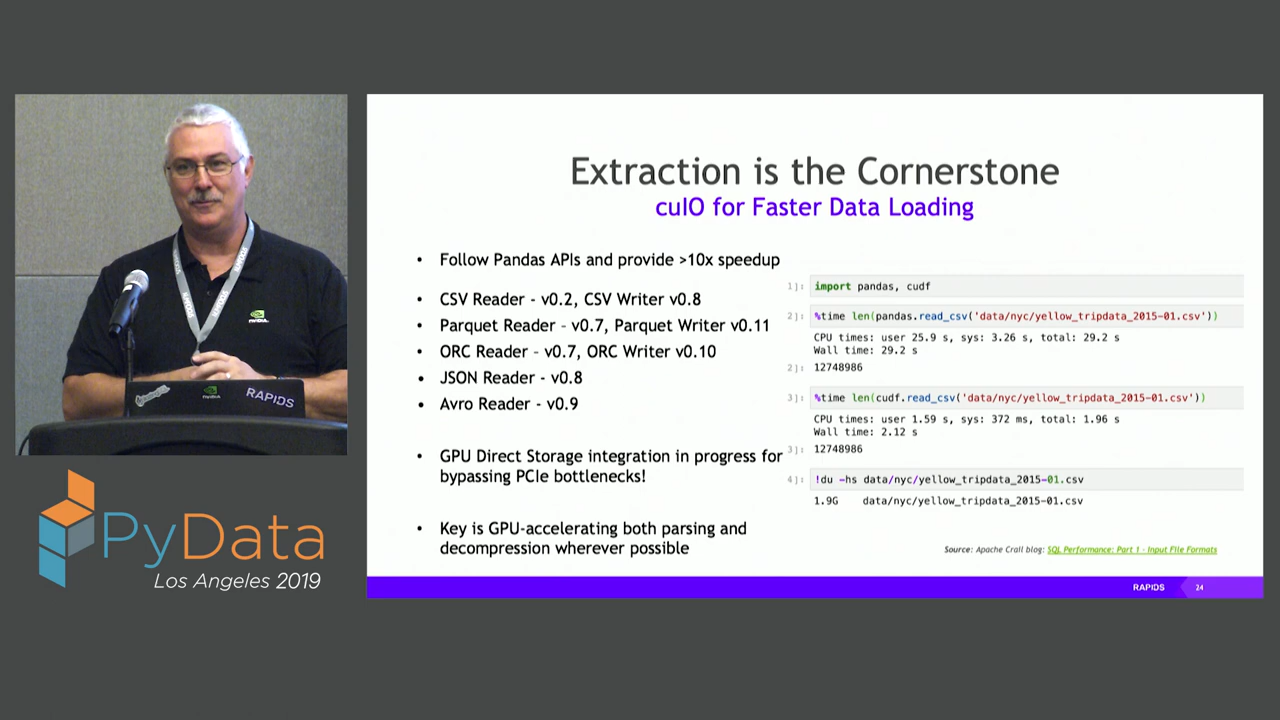 Extraction is the Cornerstone
cuIO for Faster Data Loading
• Follow Pandas APIs and provide >10x speedup
• CSV Reader - v0.2, CSV Writer v0.8
• Parquet Reader – v0.7, Parquet Writer v0.11
• ORC Reader – v0.7, ORC Writer v0.10
• JSON Reader - v0.8
• Avro Reader - v0.9
• GPU Direct Storage integration in progress for
bypassing PCIe bottlenecks!
• Key is GPU-accelerating both parsing and
decompression wherever possible
1]: import pandas, cudf
2]: %time len(pandas.read_csv('data/nyc/yellow_tripdata_2015-01.csv'))
CPU times: user 25.9 s, sys: 3.26 s, total: 29.2 s
Wall time: 29.2 s
2]: 12748986
3]: %time len(cudf.read_csv('data/nyc/yellow_tripdata_2015-01.csv'))
CPU times: user 1.59 s, sys: 372 ms, total: 1.96 s
Wall time: 2.12 s
3]: 12748986
4]: !du -hs data/nyc/yellow_tripdata_2015-01.csv
1.9G data/nyc/yellow_tripdata_2015-01.csv
Source: Apache Crail blog: SQL Performance: Part 1 - Input File Formats
RAPIDS 24
NVIDIA.
NVIDIA
RAPIDS
PyData
Los Angeles 2019